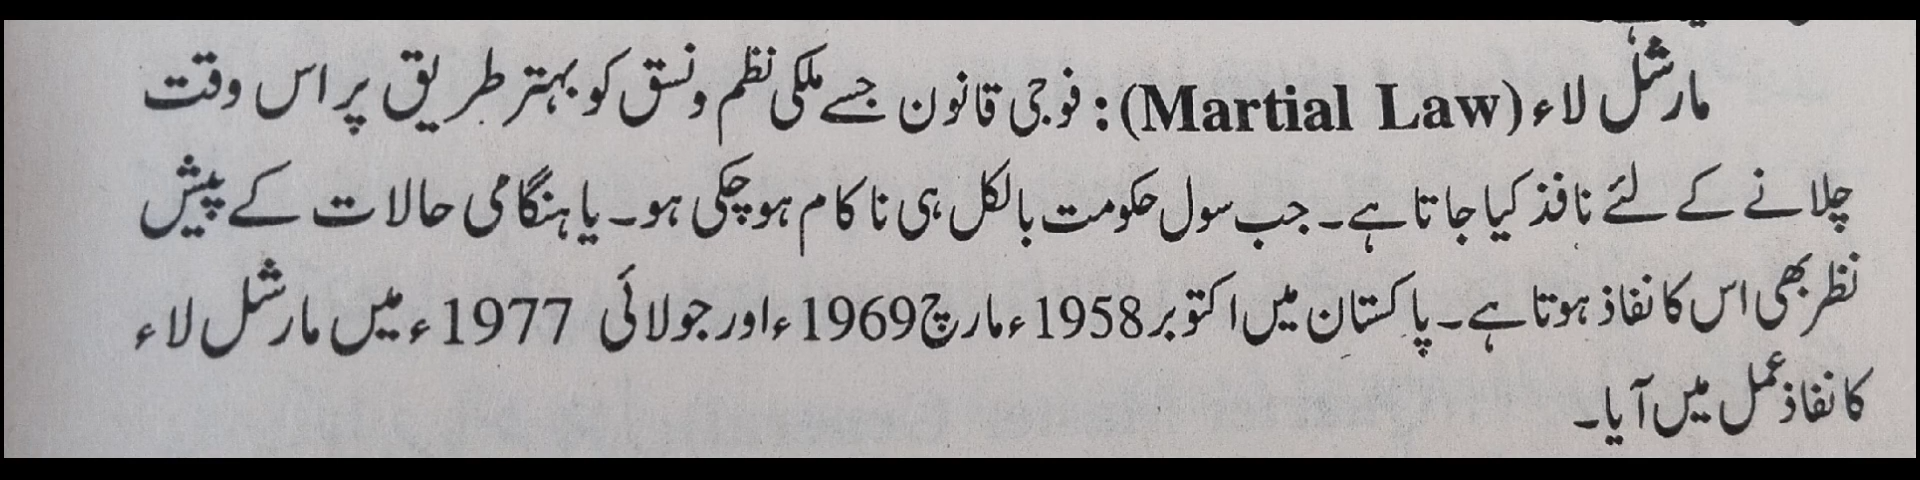 مارشل لاء (Martial Law): فوجی قانون جسے ملکی نظم ونسق کو بہتر طریق پر اس وقت
چلانے کے لئے نافذ کیا جاتا ہے۔ جب سول حکومت بالکل ہی ناکام ہوچکی ہو۔ یا ہنگامی حالات کے پیش
نظر بھی اس کا نفاذ ہوتا ہے۔ پاکستان میں اکتوبر 1958ء مارچ 1969ء اور جولائی 1977ء میں مارشل لاء
کا نفاذ عمل میں آیا۔